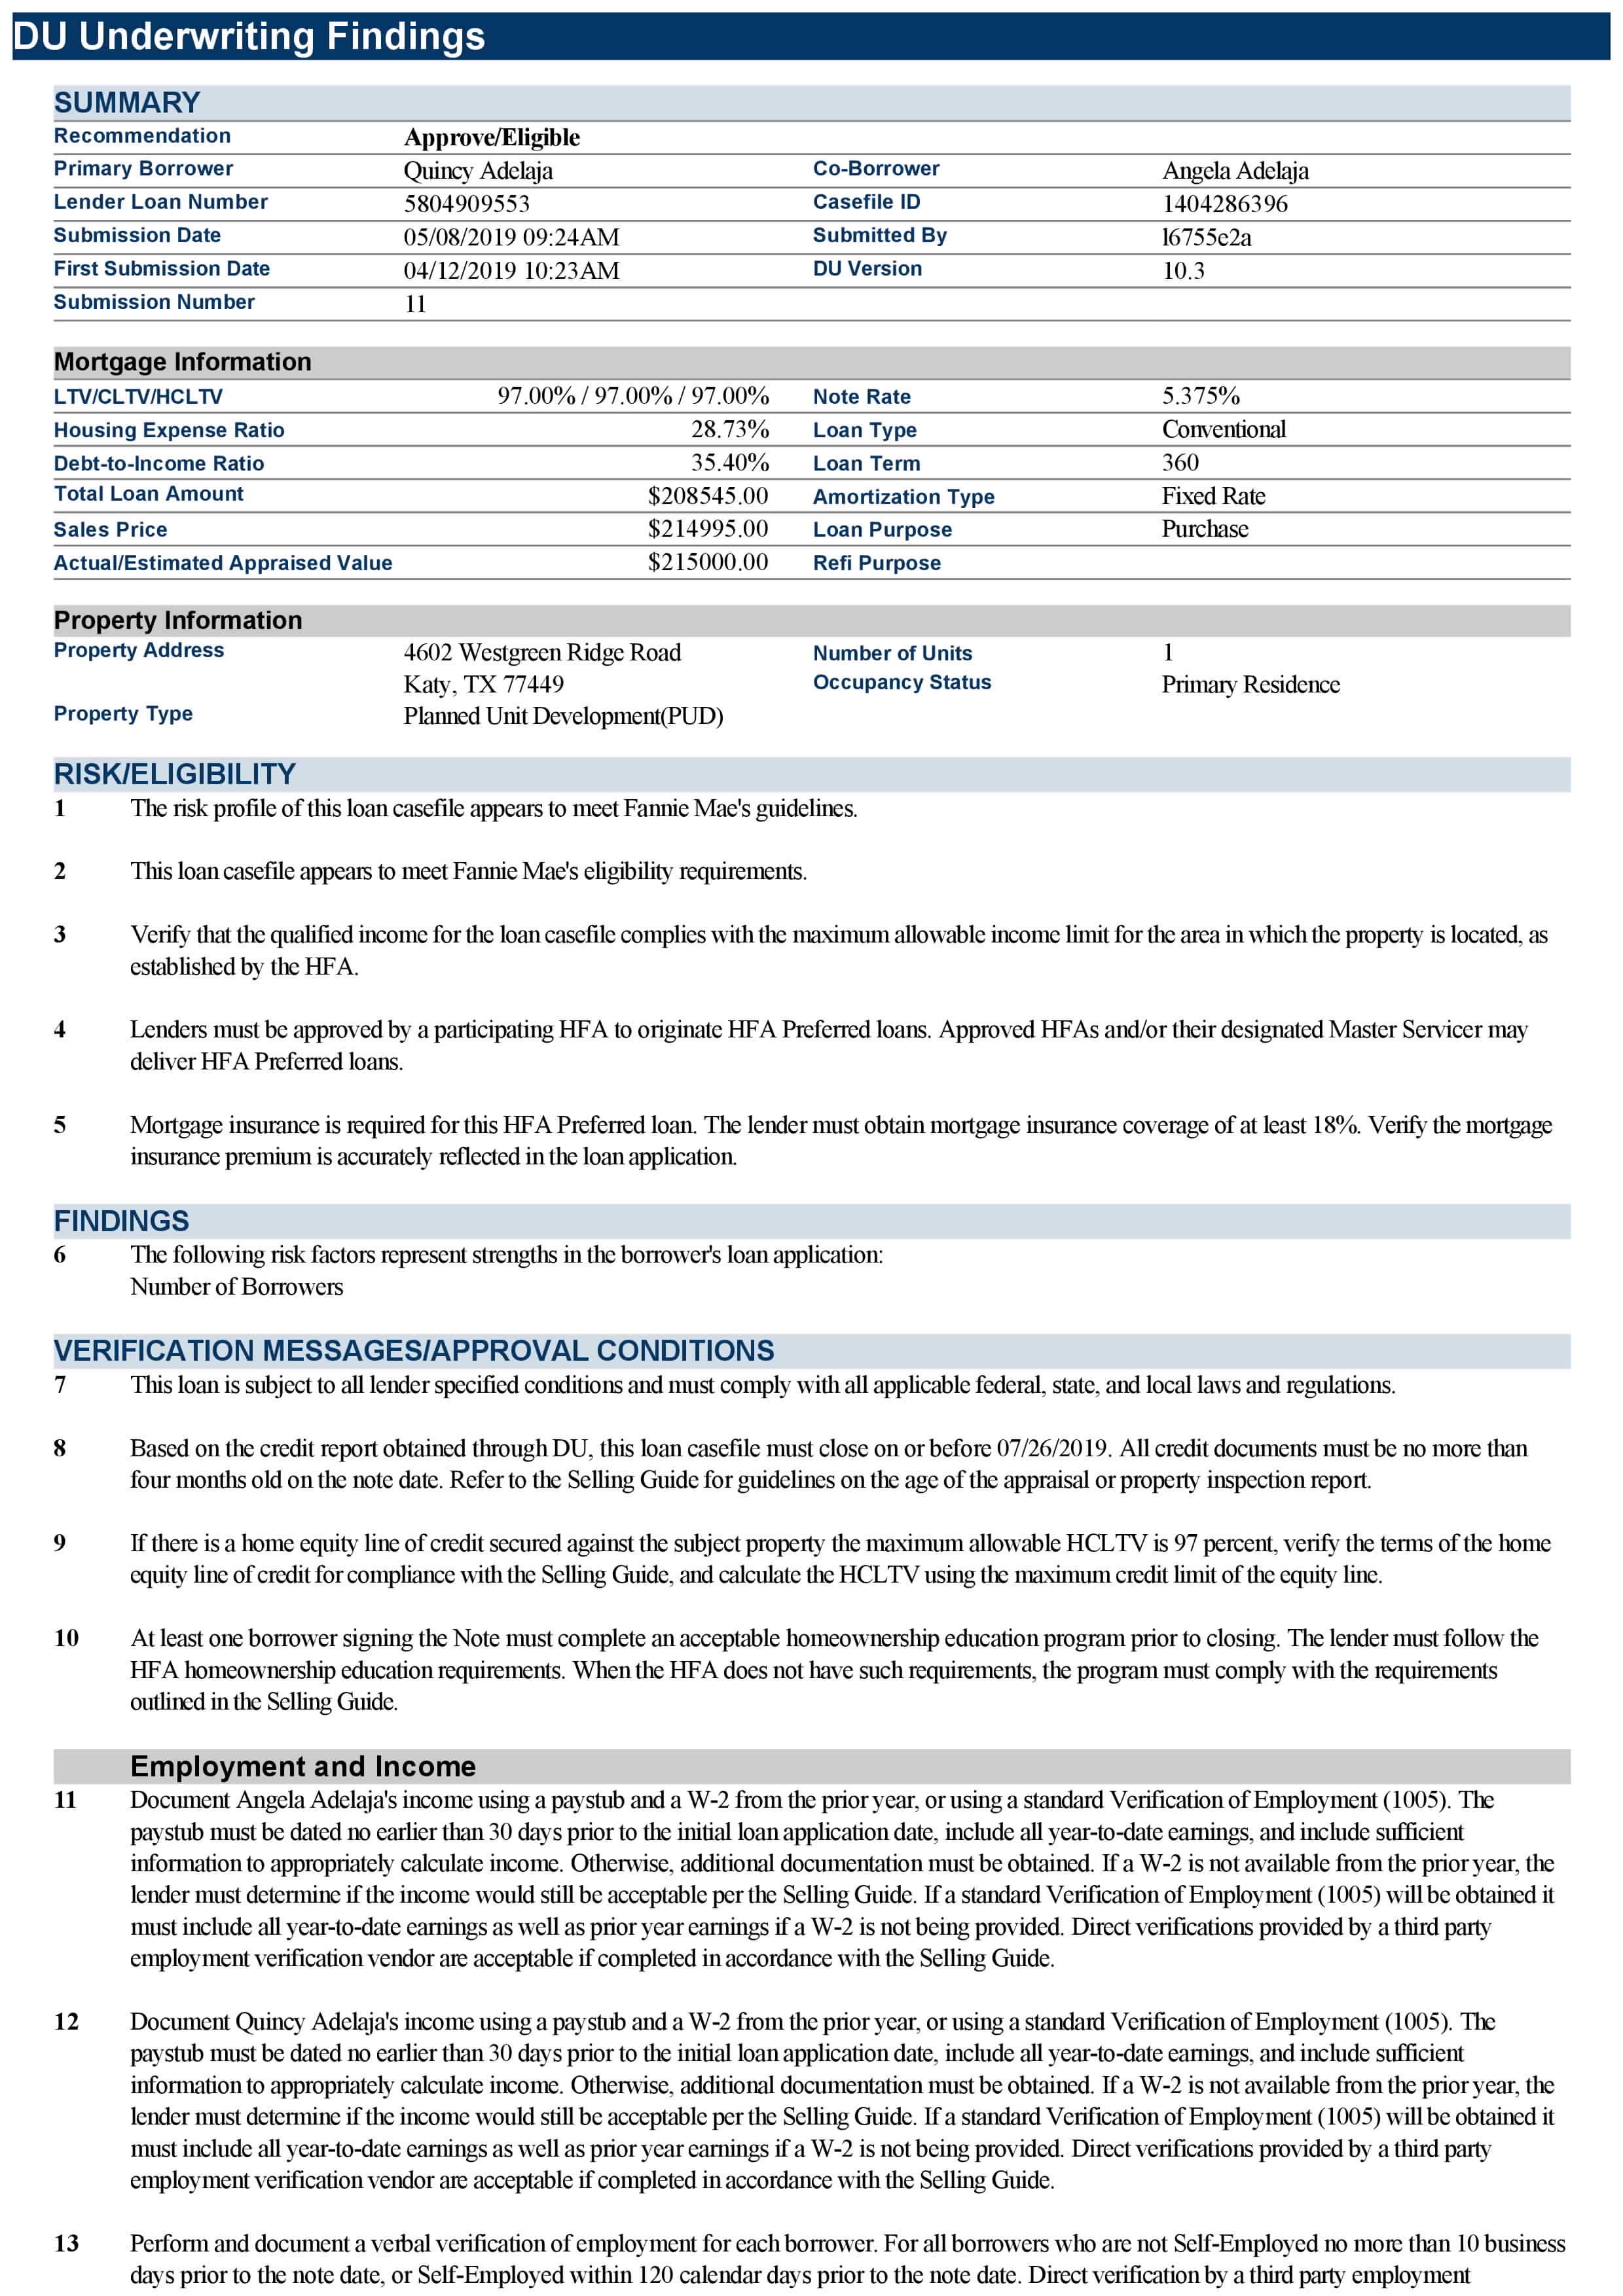 DU Underwriting Findings
SUMMARY
Recommendation Approve/Eligible
Primary Borrower Quincy Adelaja Co-Borrower Angela Adelaja
Lender Loan Number 5804909553 Casefile ID 1404286396
Submission Date 05/08/2019 09:24AM Submitted By l6755e2a
First Submission Date 04/12/2019 10:23AM DU Version 10.3
Submission Number 11
Mortgage Information
LTV/CLTV/HCLTV 97.00% / 97.00% / 97.00% Note Rate 5.375%
Housing Expense Ratio 28.73% Loan Type Conventional
Debt-to-Income Ratio 35.40% Loan Term 360
Total Loan Amount $208545.00 Amortization Type Fixed Rate
Sales Price $214995.00 Loan Purpose Purchase
Actual/Estimated Appraised Value $215000.00 Refi Purpose
Property Information
Property Address 4602 Westgreen Ridge Road Number of Units 1
Katy, TX 77449 Occupancy Status Primary Residence
Property Type Planned Unit Development(PUD)
RISK/ELIGIBILITY
1 The risk profile of this loan casefile appears to meet Fannie Mae's guidelines.
2 This loan casefile appears to meet Fannie Mae's eligibility requirements.
3 Verify that the qualified income for the loan casefile complies with the maximum allowable income limit for the area in which the property is located, as
established by the HFA.
4 Lenders must be approved by a participating HFA to originate HFA Preferred loans. Approved HFAs and/or their designated Master Servicer may
deliver HFA Preferred loans.
5 Mortgage insurance is required for this HFA Preferred loan. The lender must obtain mortgage insurance coverage of at least 18%. Verify the mortgage
insurance premium is accurately reflected in the loan application.
FINDINGS
6 The following risk factors represent strengths in the borrower's loan application:
Number of Borrowers
VERIFICATION MESSAGES/APPROVAL CONDITIONS
7 This loan is subject to all lender specified conditions and must comply with all applicable federal, state, and local laws and regulations.
8 Based on the credit report obtained through DU, this loan casefile must close on or before 07/26/2019. All credit documents must be no more than
four months old on the note date. Refer to the Selling Guide for guidelines on the age of the appraisal or property inspection report.
9 If there is a home equity line of credit secured against the subject property the maximum allowable HCLTV is 97 percent, verify the terms of the home
equity line of credit for compliance with the Selling Guide, and calculate the HCLTV using the maximum credit limit of the equity line.
10 At least one borrower signing the Note must complete an acceptable homeownership education program prior to closing. The lender must follow the
HFA homeownership education requirements. When the HFA does not have such requirements, the program must comply with the requirements
outlined in the Selling Guide.
Employment and Income
11 Document Angela Adelaja's income using a paystub and a W-2 from the prior year, or using a standard Verification of Employment (1005). The
paystub must be dated no earlier than 30 days prior to the initial loan application date, include all year-to-date earnings, and include sufficient
information to appropriately calculate income. Otherwise, additional documentation must be obtained. If a W-2 is not available from the prior year, the
lender must determine if the income would still be acceptable per the Selling Guide. If a standard Verification of Employment (1005) will be obtained it
must include all year-to-date earnings as well as prior year earnings if a W-2 is not being provided. Direct verifications provided by a third party
employment verification vendor are acceptable if completed in accordance with the Selling Guide.
12 Document Quincy Adelaja's income using a paystub and a W-2 from the prior year, or using a standard Verification of Employment (1005). The
paystub must be dated no earlier than 30 days prior to the initial loan application date, include all year-to-date earnings, and include sufficient
information to appropriately calculate income. Otherwise, additional documentation must be obtained. If a W-2 is not available from the prior year, the
lender must determine if the income would still be acceptable per the Selling Guide. If a standard Verification of Employment (1005) will be obtained it
must include all year-to-date earnings as well as prior year earnings if a W-2 is not being provided. Direct verifications provided by a third party
employment verification vendor are acceptable if completed in accordance with the Selling Guide.
13 Perform and document a verbal verification of employment for each borrower. For all borrowers who are not Self-Employed no more than 10 business
days prior to the note date, or Self-Employed within 120 calendar days prior to the note date. Direct verification by a third party employment